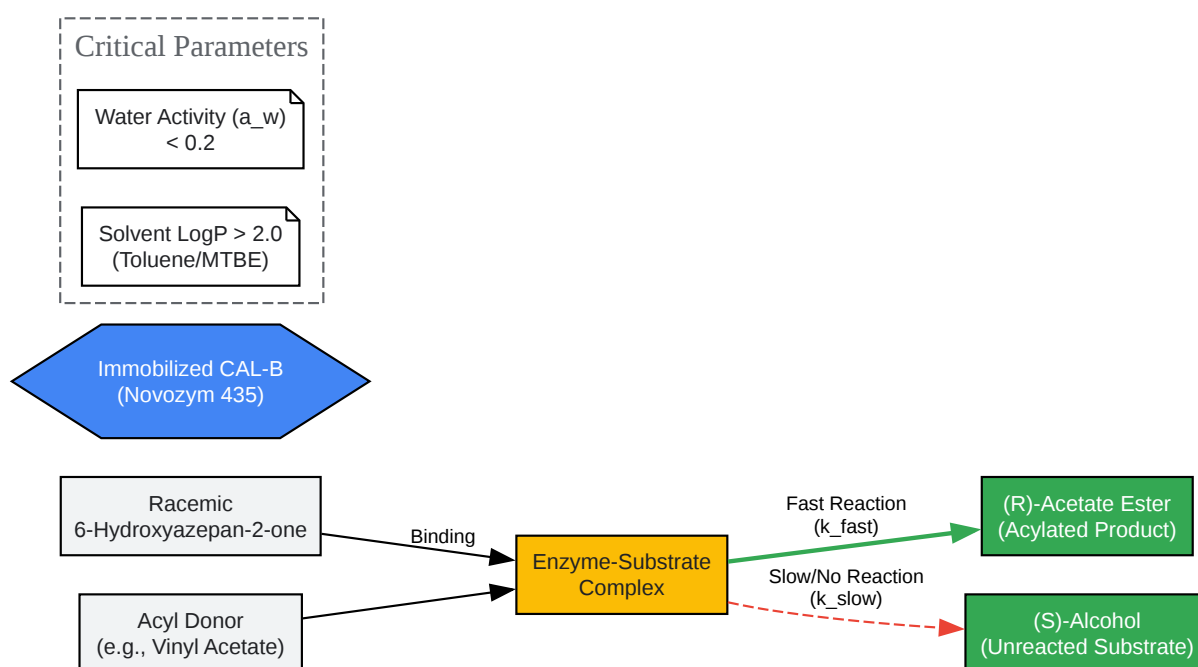 Critical Parameters
Water Activity (a_w)
< 0.2
Solvent LogP > 2.0
(Toluene/MTBE)
Immobilized CAL-B
(Novozym 435)
Racemic
6-Hydroxyazepan-2-one
Acyl Donor
(e.g., Vinyl Acetate)
Binding
Enzyme-Substrate
Complex
Fast Reaction
(k_fast)
Slow/No Reaction
(k_slow)
(R)-Acetate Ester
(Acylated Product)
(S)-Alcohol
(Unreacted Substrate)